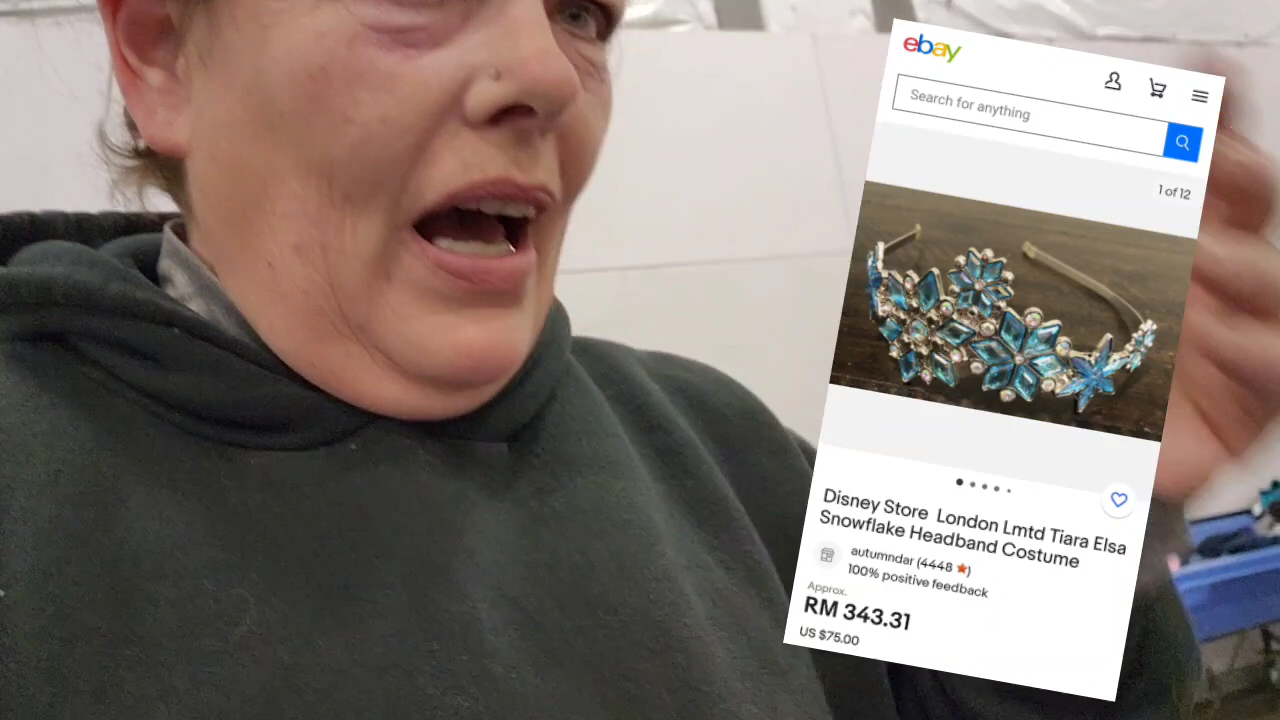 ebay
Search for anything
1 of 12
Disney Store London Lmtd Tiara Elsa
Snowflake Headband Costume
autumndar (4448 ★)
100% positive feedback
Approx.
RM 343.31
US $75.00